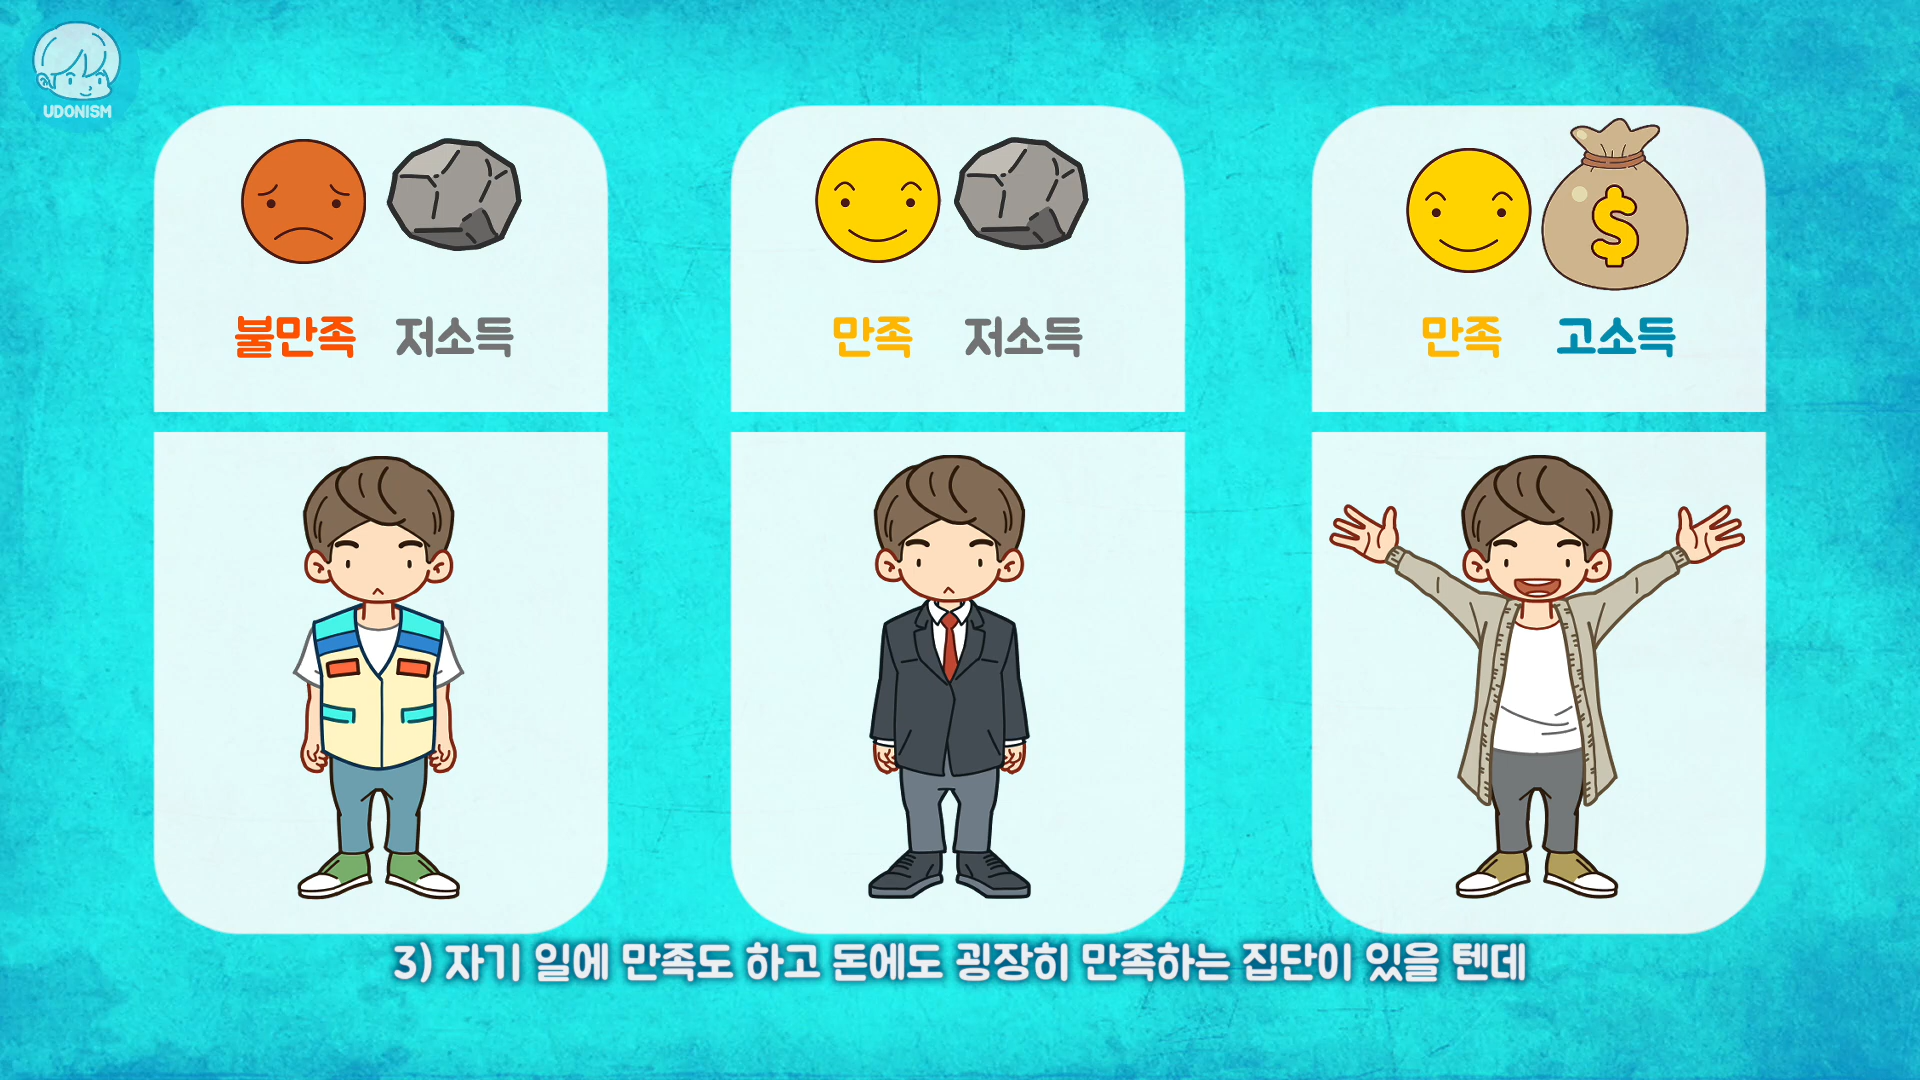 UDONISM
불만족 저소득
만족 저소득
만족 고소득
3) 자기 일에 만족도 하고 돈에도 굉장히 만족하는 집단이 있을 텐데